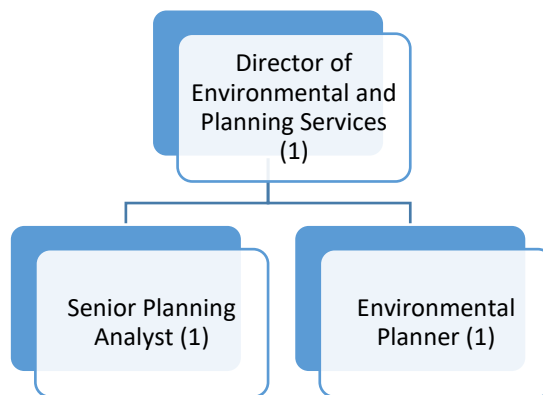 Director of
Environmental and
Planning Services
(1)
Senior Planning
Analyst (1)
Environmental
Planner (1)